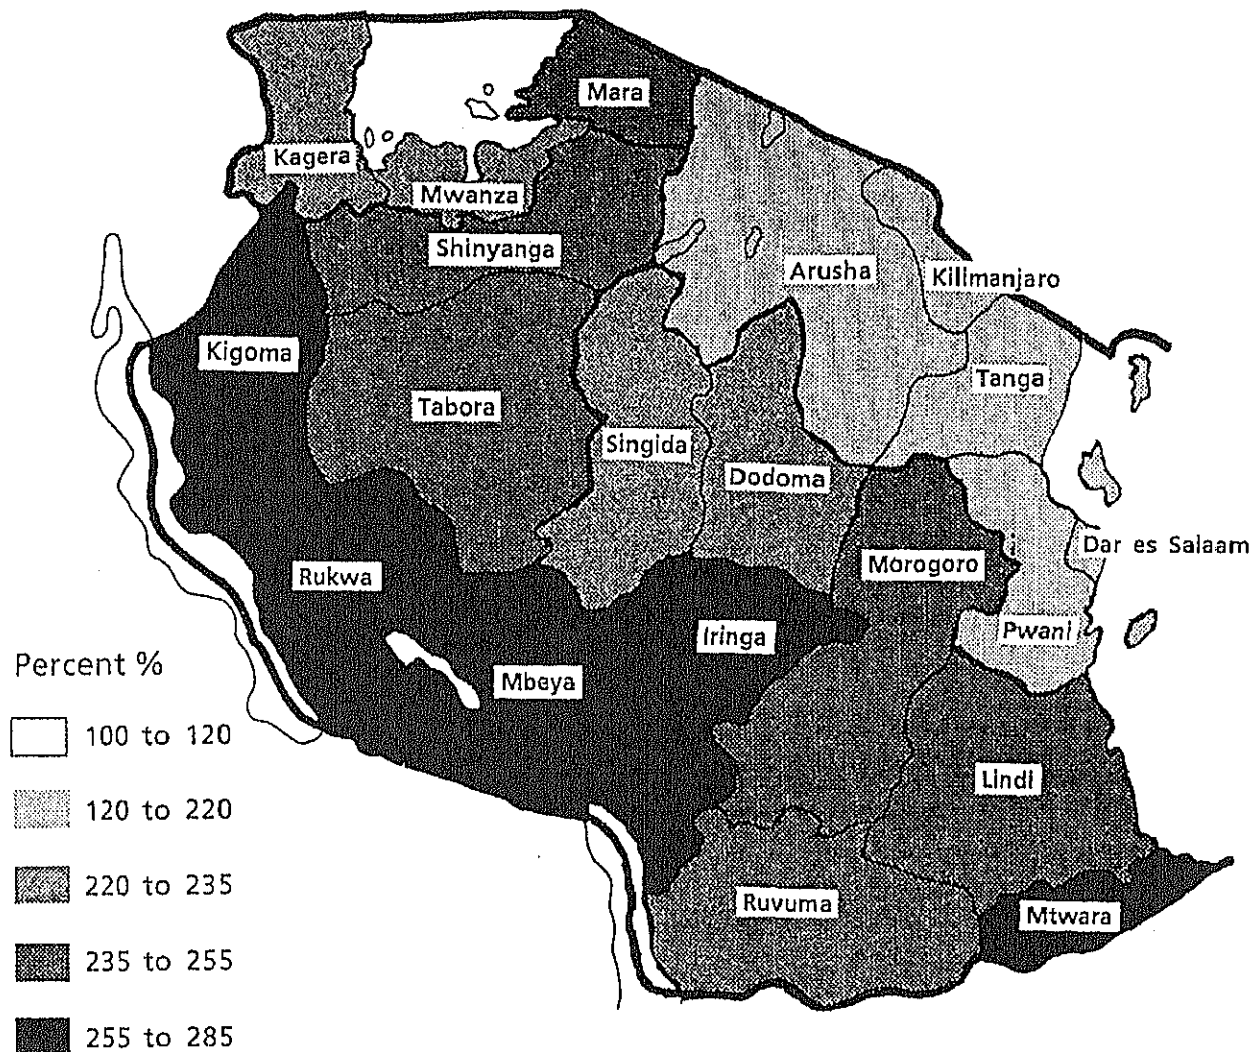 Mara
Kagera
Mwanza
Shinyanga
Arusha
Killimanjaro
Kigoma
Tanga
Tabora
Singida
Dodoma
Dar es Salaam
Morogoro
Rukwa
Iringa
Pwani
Mbeya
Lindi
Ruvuma
Mtwara
Percent %
100 to 120
120 to 220
220 to 235
235 to 255
255 to 285